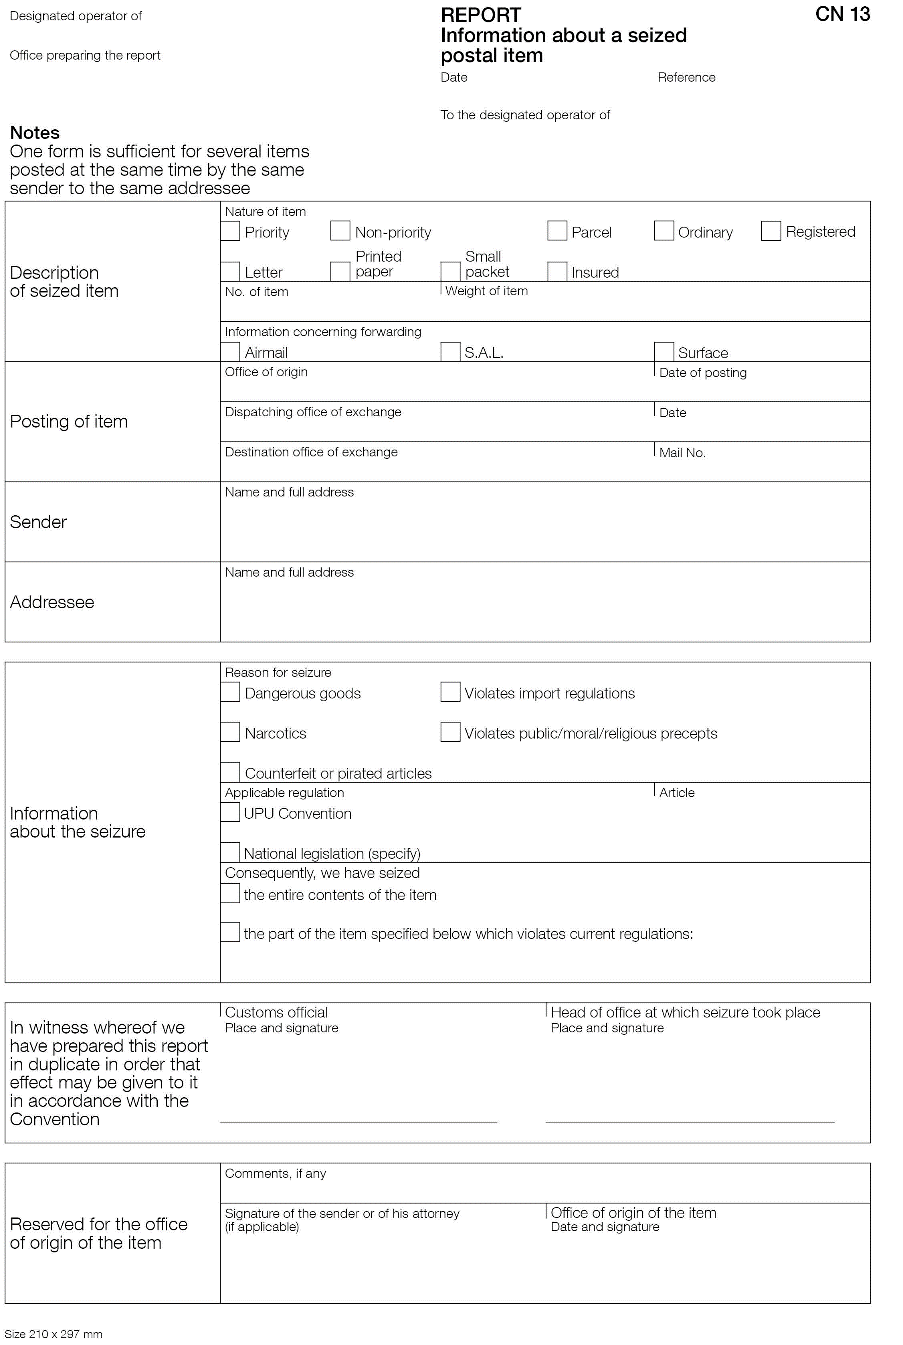 Designated operator of
Office preparing the report
REPORT
CN 13
Information about a seized
postal item
Date
Reference
To the designated operator of
Notes
One form is sufficient for several items
posted at the same time by the same
sender to the same addressee
Description
of seized item
Nature of item
Priority
Non-priority
Parcel
Ordinary
Registered
Letter
Printed
paper
Small
packet
Insured
No. of item
Weight of item
Information concerning forwarding
Airmail
S.A.L.
Surface
Posting of item
Office of origin
Date of posting
Dispatching office of exchange
Date
Destination office of exchange
Mail No.
Sender
Name and full address
Addressee
Name and full address
Information
about the seizure
Reason for seizure
Dangerous goods
Violates import regulations
Narcotics
Violates public/moral/religious precepts
Counterfeit or pirated articles
Applicable regulation
Article
UPU Convention
National legislation (specify)
Consequently, we have seized
the entire contents of the item
the part of the item specified below which violates current regulations:
In witness whereof we
have prepared this report
in duplicate in order that
effect may be given to it
in accordance with the
Convention
Customs official
Place and signature
Head of office at which seizure took place
Place and signature
Reserved for the office
of origin of the item
Comments, if any
Signature of the sender or of his attorney
(if applicable)
Office of origin of the item
Date and signature
Size 210 x 297 mm